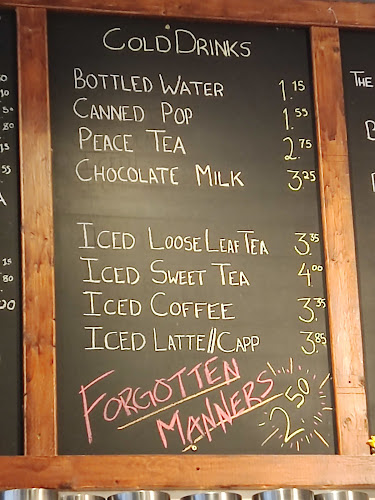 Cold Drinks
Bottled Water 1.15
Canned Pop 1.55
Peace Tea 2.75
Chocolate Milk 3.25
Iced Loose Leaf Tea 3.35
Iced Sweet Tea 4.00
Iced Coffee 3.35
Iced Latte//Capp 3.85
Forgotten
Manners 2.50
The